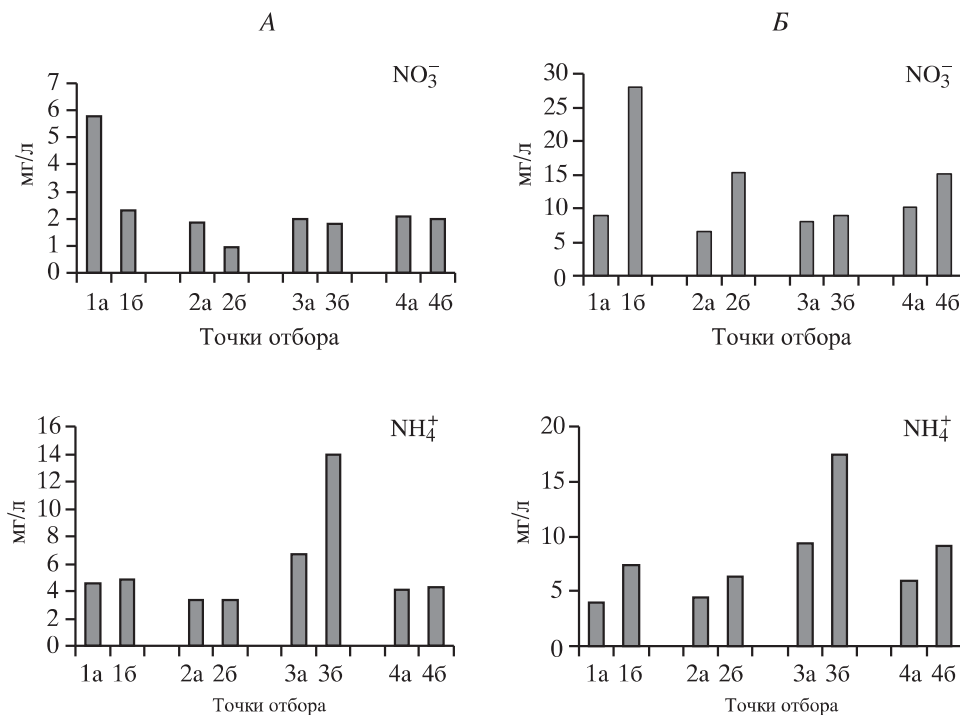 А
NO₃⁻
7
6
5
4
3
2
1
0
мг/л
1а 1б 2а 2б 3а 3б 4а 4б
Точки отбора
Б
NO₃⁻
30
25
20
15
10
5
0
мг/л
1а 1б 2а 2б 3а 3б 4а 4б
Точки отбора
NH₄⁺
16
14
12
10
8
6
4
2
0
мг/л
1а 1б 2а 2б 3а 3б 4а 4б
Точки отбора
NH₄⁺
20
15
10
5
0
мг/л
1а 1б 2а 2б 3а 3б 4а 4б
Точки отбора